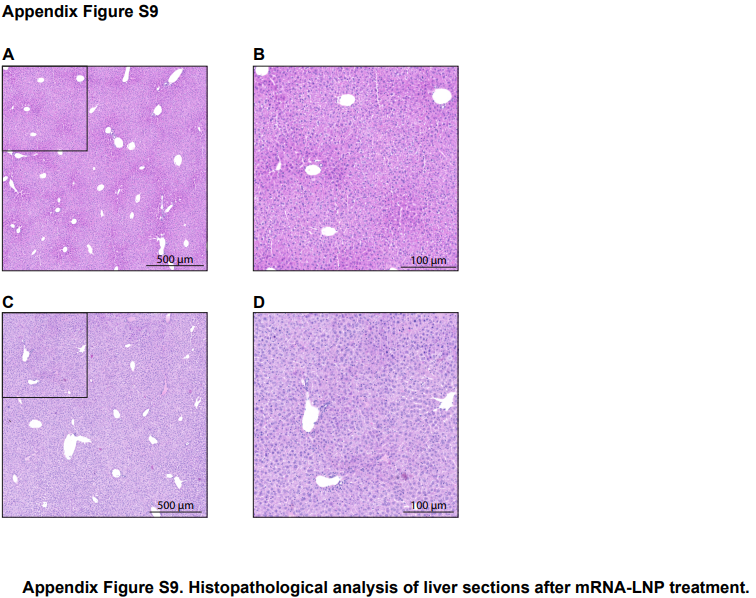 Appendix Figure S9
A
B
500 µm
100 µm
C
D
500 µm
100 µm
Appendix Figure S9. Histopathological analysis of liver sections after mRNA-LNP treatment.